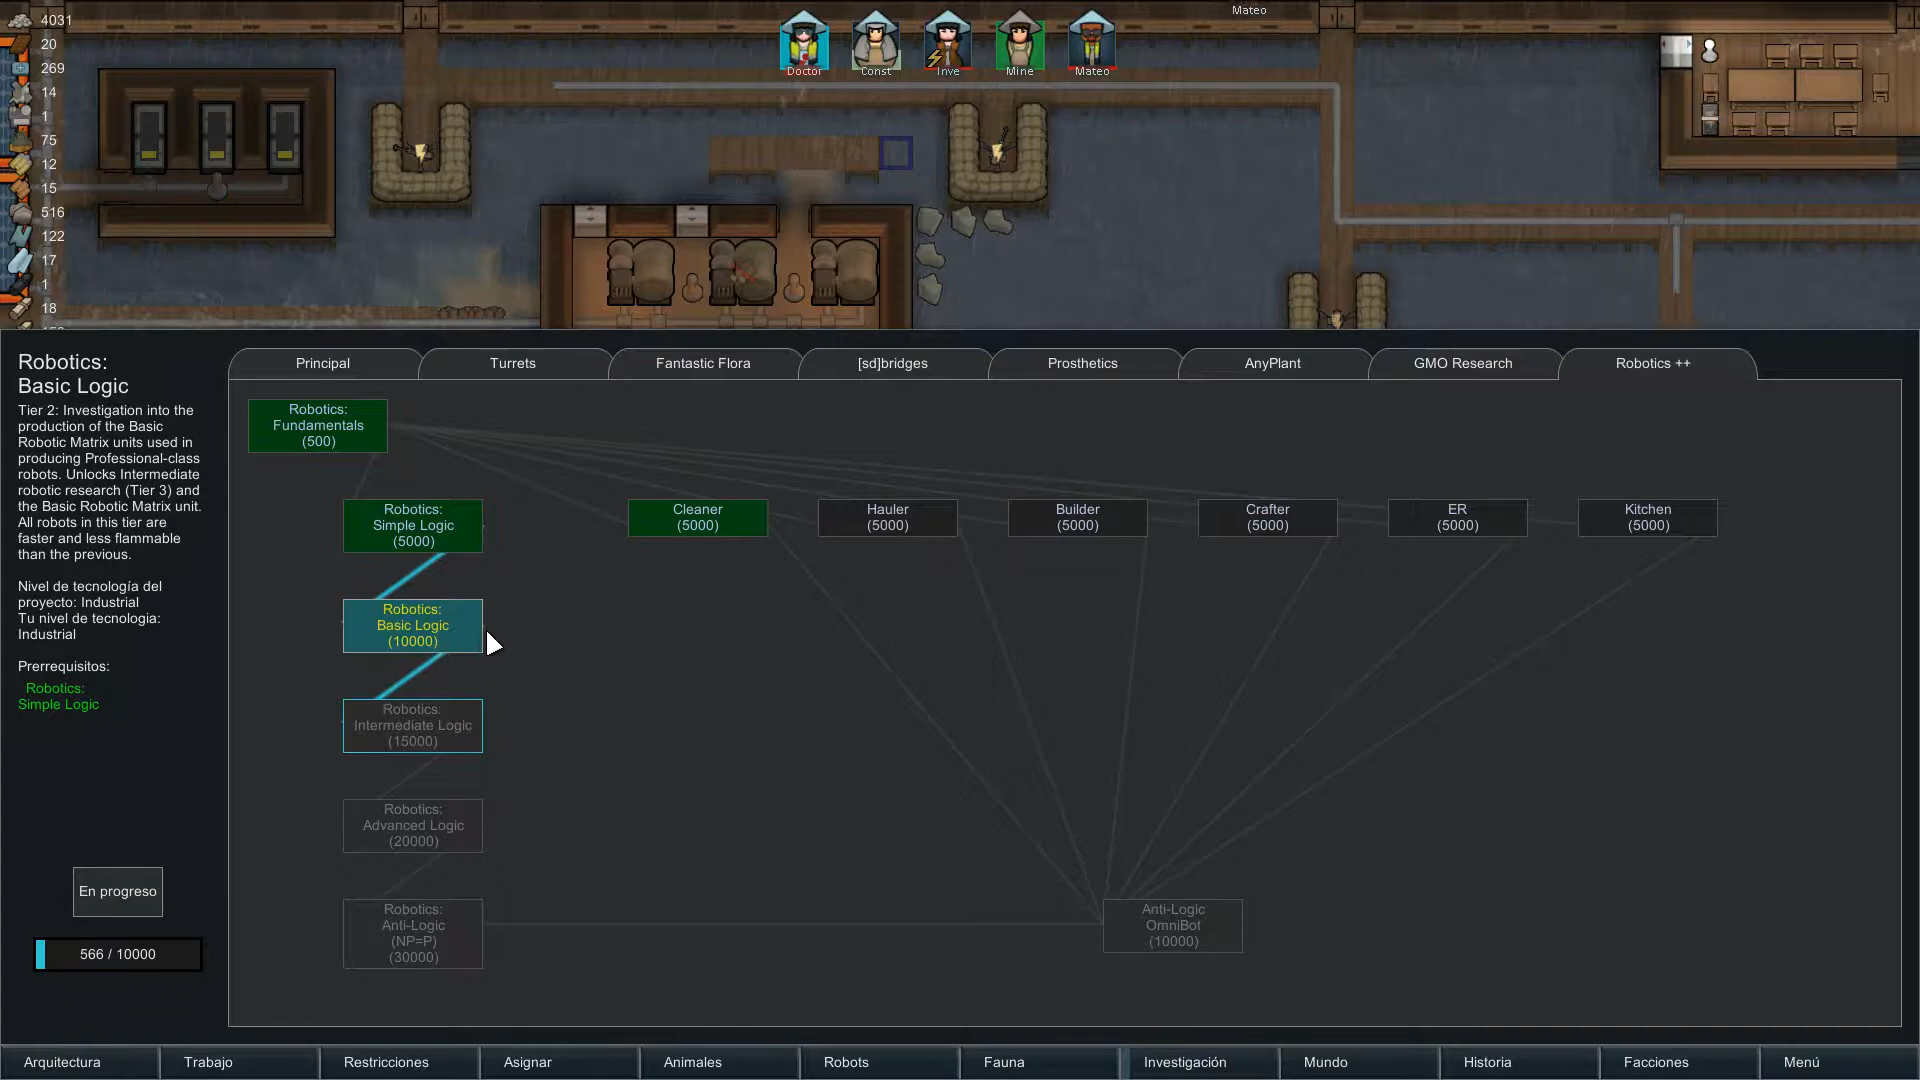 Mateo
4031
20
269
14
1
75
12
15
516
122
17
1
18
Doctor
Const
Inve
Mine
Mateo
Robotics:
Basic Logic
Tier 2: Investigation into the
production of the Basic
Robotic Matrix units used in
producing Professional-class
robots. Unlocks Intermediate
robotic research (Tier 3) and
the Basic Robotic Matrix unit.
All robots in this tier are
faster and less flammable
than the previous.
Nivel de tecnología del
proyecto: Industrial
Tu nivel de tecnologia:
Industrial
Prerrequisitos:
Robotics:
Simple Logic
En progreso
566 / 10000
Principal
Turrets
Fantastic Flora
[sd]bridges
Prosthetics
AnyPlant
GMO Research
Robotics ++
Robotics:
Fundamentals
(500)
Robotics:
Simple Logic
(5000)
Cleaner
(5000)
Hauler
(5000)
Builder
(5000)
Crafter
(5000)
ER
(5000)
Kitchen
(5000)
Robotics:
Basic Logic
(10000)
Robotics:
Intermediate Logic
(15000)
Robotics:
Advanced Logic
(20000)
Robotics:
Anti-Logic
(NP=P)
(30000)
Anti-Logic
OmniBot
(10000)
Arquitectura
Trabajo
Restricciones
Asignar
Animales
Robots
Fauna
Investigación
Mundo
Historia
Facciones
Menú